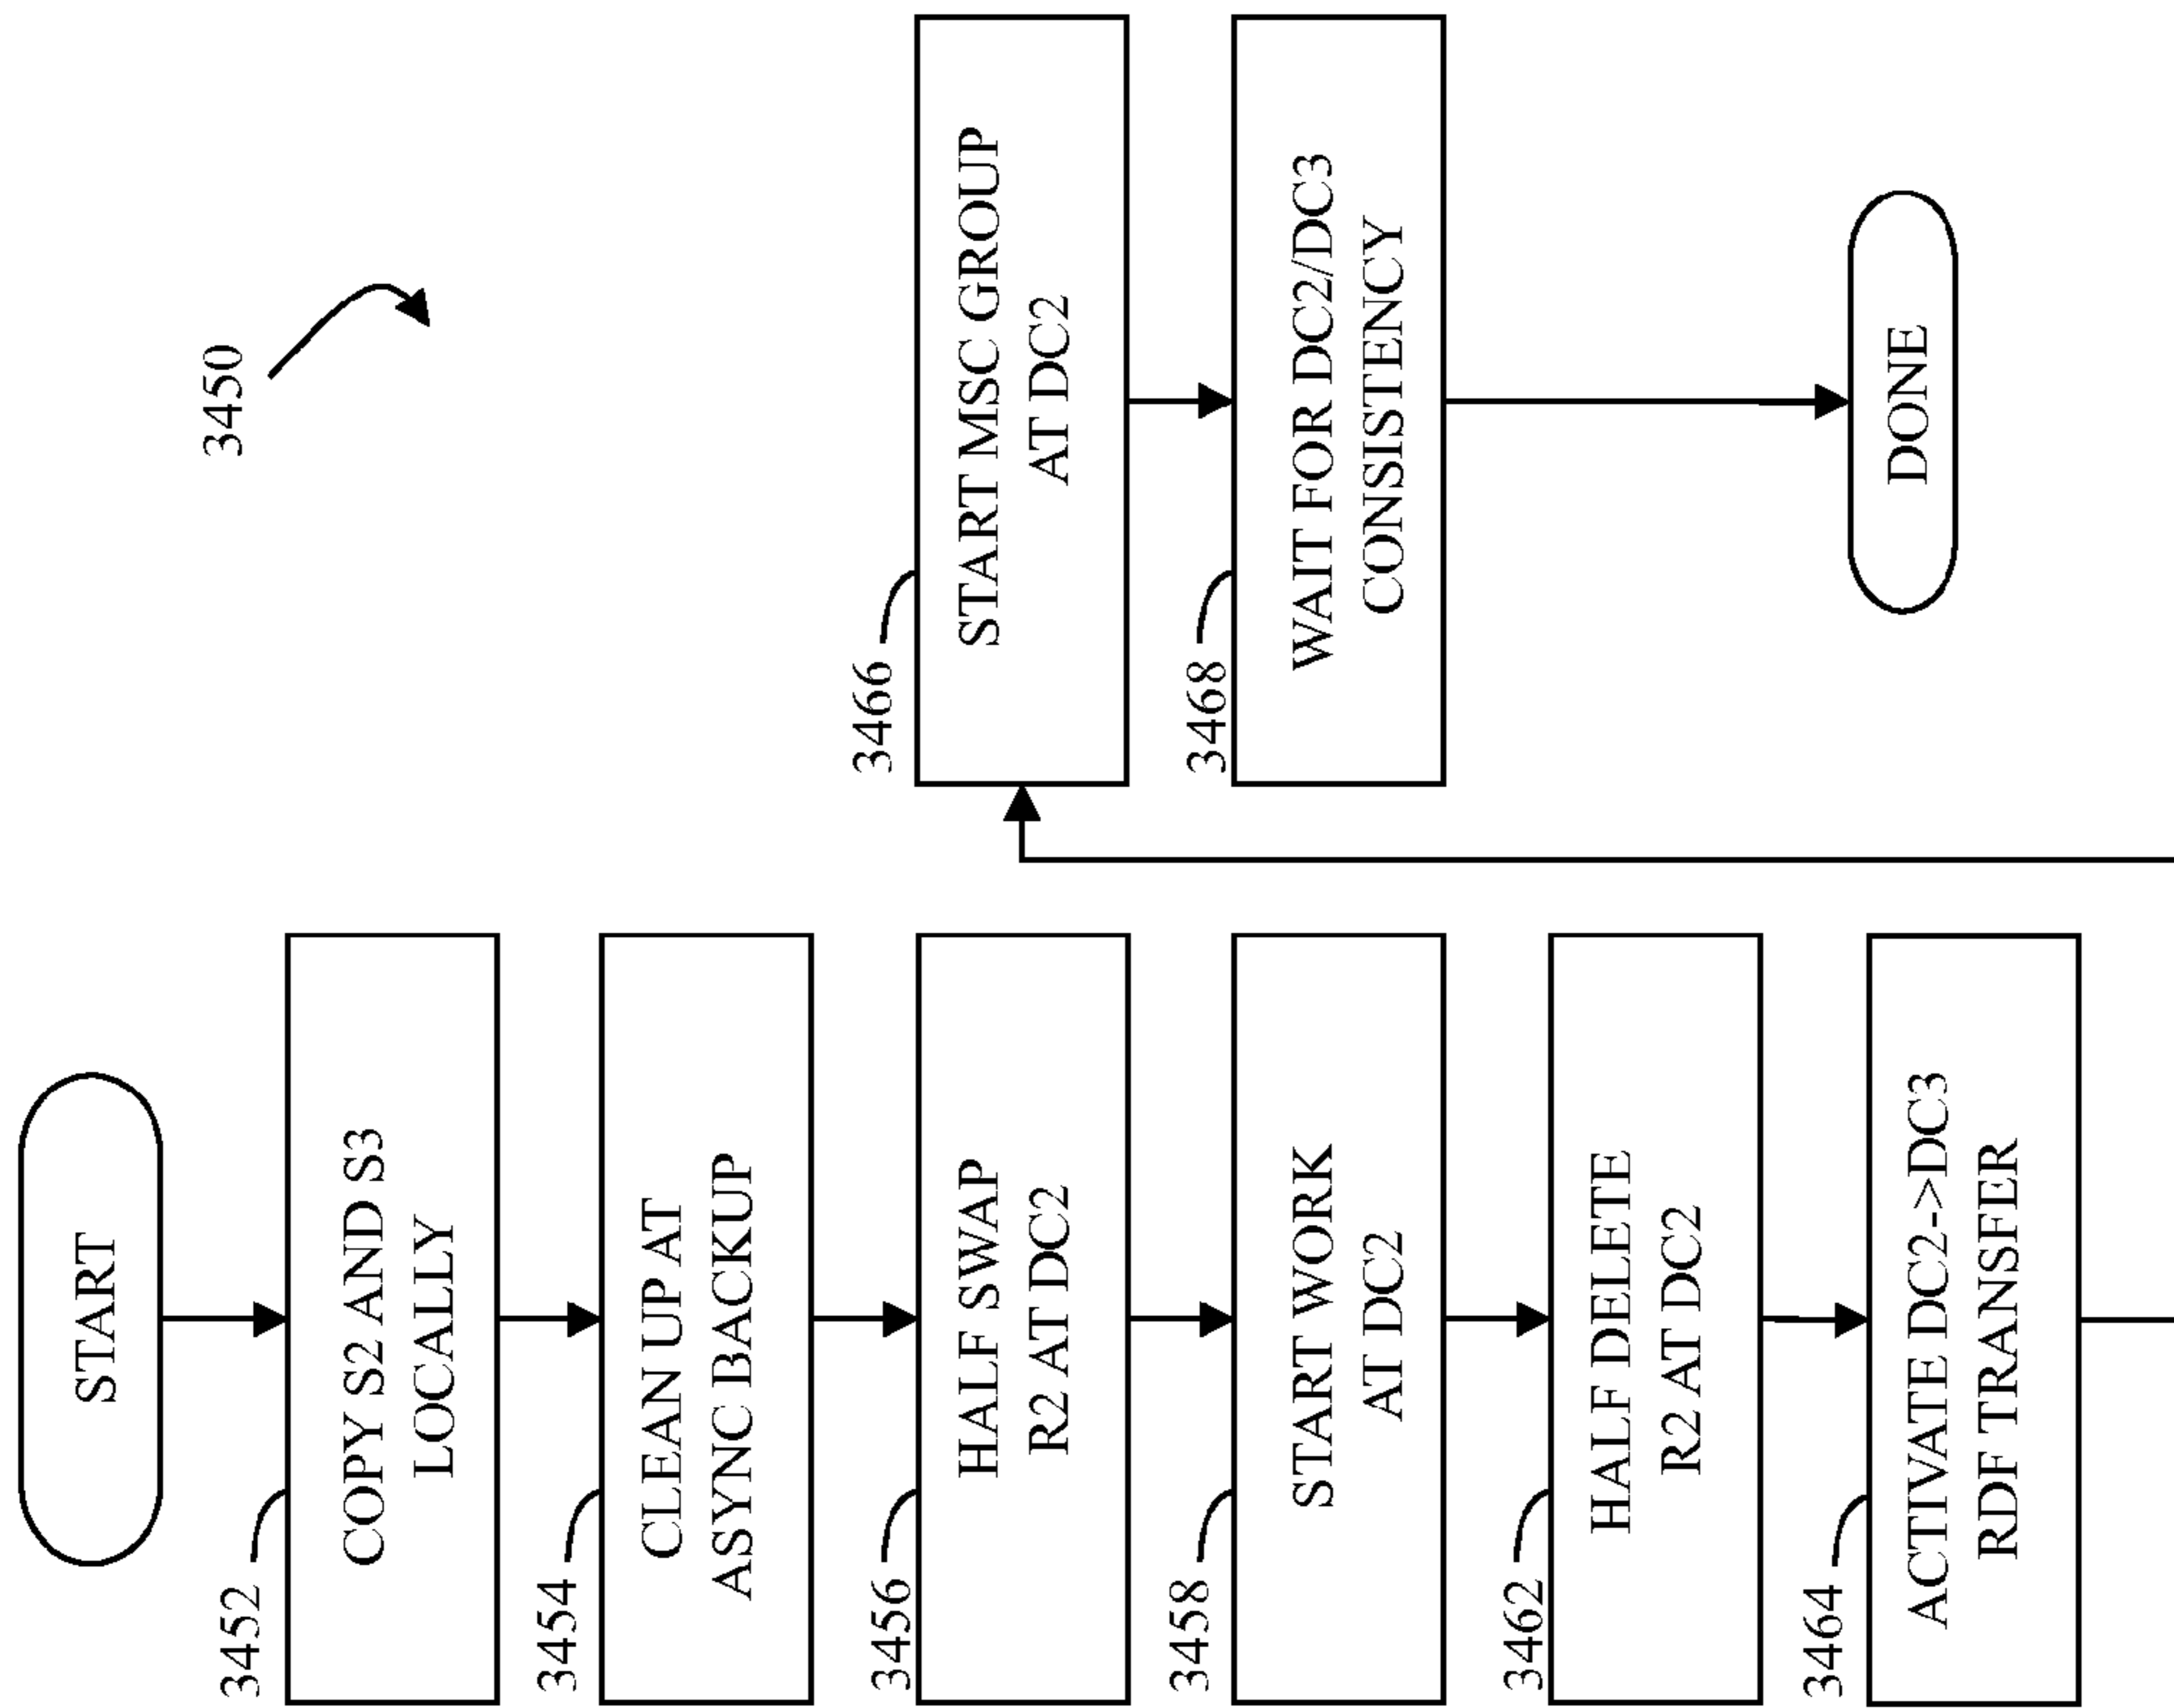 3450
START
3452
COPY S2 AND S3
LOCALLY
3454
CLEAN UP AT
ASYNC BACKUP
3456
HALF SWAP
R2 AT DC2
3458
START WORK
AT DC2
3462
HALF DELETE
R2 AT DC2
3464
ACTIVATE DC2->DC3
RDF TRANSFER
3466
START MSC GROUP
AT DC2
3468
WAIT FOR DC2/DC3
CONSISTENCY
DONE